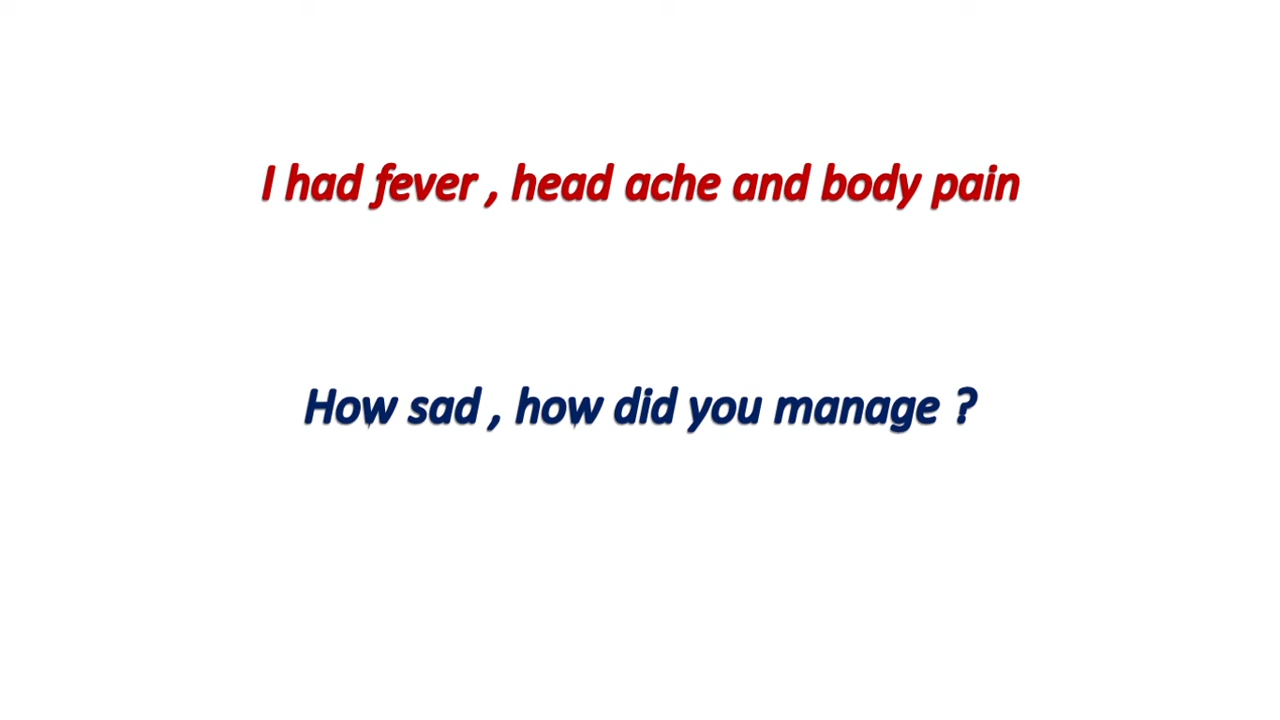 I had fever , head ache and body pain
How sad , how did you manage ?